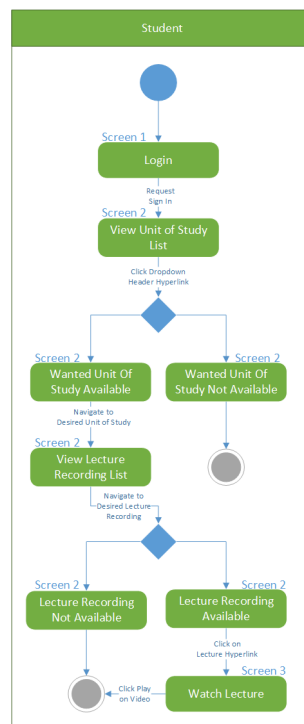 Student
Screen 1
Login
Request
Sign In
Screen 2
View Unit of Study
List
Click Dropdown
Header Hyperlink
Screen 2
Wanted Unit Of
Study Available
Screen 2
Wanted Unit Of
Study Not Available
Navigate to
Desired Unit of Study
Screen 2
View Lecture
Recording List
Navigate to
Desired Lecture
Recording
Screen 2
Lecture Recording
Not Available
Screen 2
Lecture Recording
Available
Click on
Lecture Hyperlink
Screen 3
Watch Lecture
Click Play
on Video